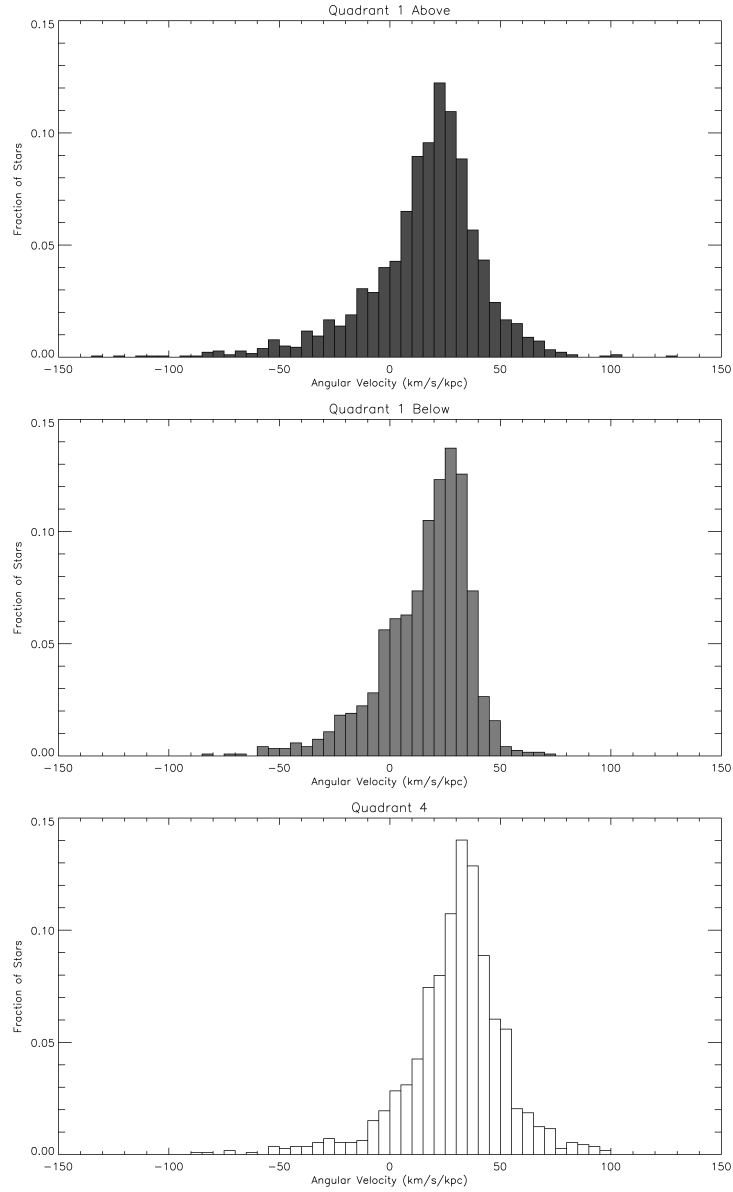 Quadrant 1 Above
0.15
0.10
0.05
0.00
Fraction of Stars
−150 −100 −50 0 50 100 150
Angular Velocity (km/s/kpc)
Quadrant 1 Below
0.15
0.10
0.05
0.00
Fraction of Stars
−150 −100 −50 0 50 100 150
Angular Velocity (km/s/kpc)
Quadrant 4
0.15
0.10
0.05
0.00
Fraction of Stars
−150 −100 −50 0 50 100 150
Angular Velocity (km/s/kpc)